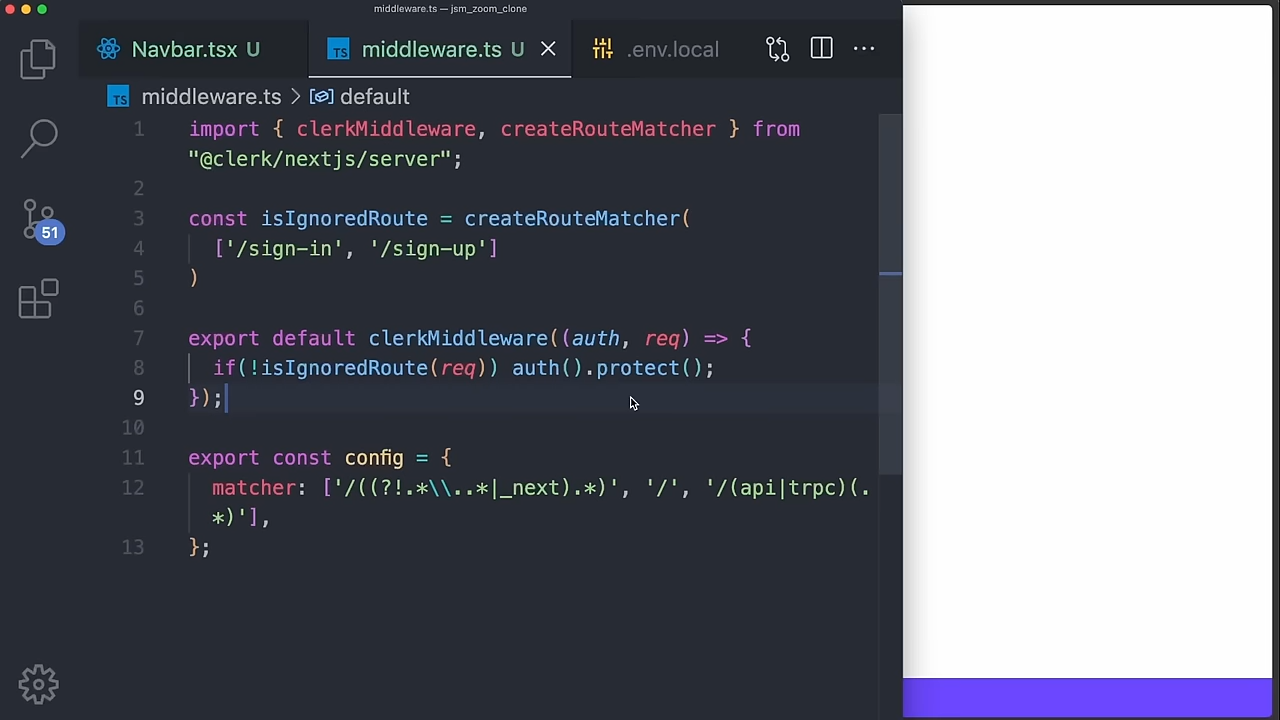 middleware.ts — jsm_zoom_clone
Navbar.tsx U
TS middleware.ts U
.env.local
TS middleware.ts > default
51
1 import { clerkMiddleware, createRouteMatcher } from
"@clerk/nextjs/server";
2
3 const isIgnoredRoute = createRouteMatcher(
4 ['/sign-in', '/sign-up']
5 )
6
7 export default clerkMiddleware((auth, req) => {
8 if(!isIgnoredRoute(req)) auth().protect();
9 });
10
11 export const config = {
12 matcher: ['/((?!.*\\..*|_next).*)', '/', '/(api|trpc)(.
*)'],
13 };